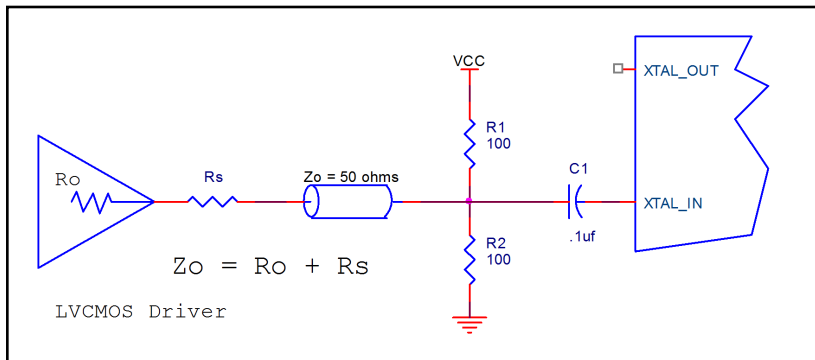 VCC
XTAL_OUT
R1
100
Ro
Rs
Zo = 50 ohms
C1
XTAL_IN
.1uf
R2
100
Zo = Ro + Rs
LVCMOS Driver